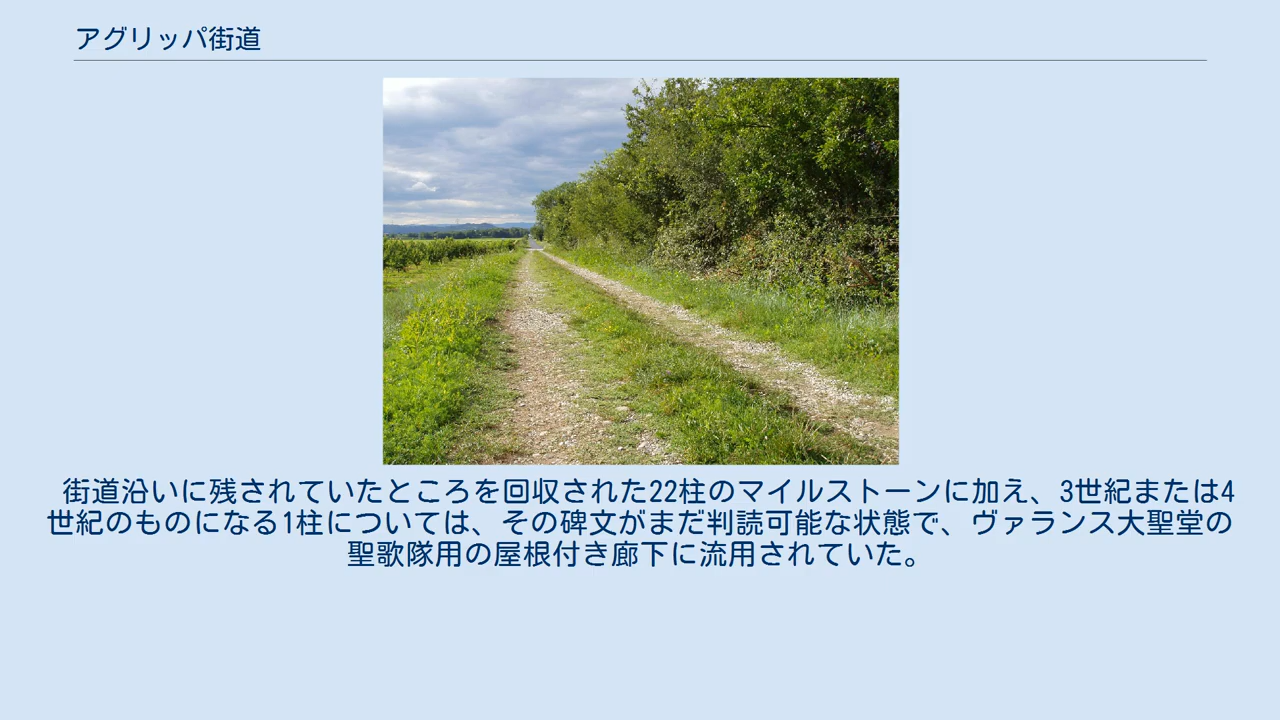 アグリッパ街道
街道沿いに残されていたところを回収された22柱のマイルストーンに加え、3世紀または4
世紀のものになる1柱については、その碑文がまだ判読可能な状態で、ヴァランス大聖堂の
聖歌隊用の屋根付き廊下に流用されていた。